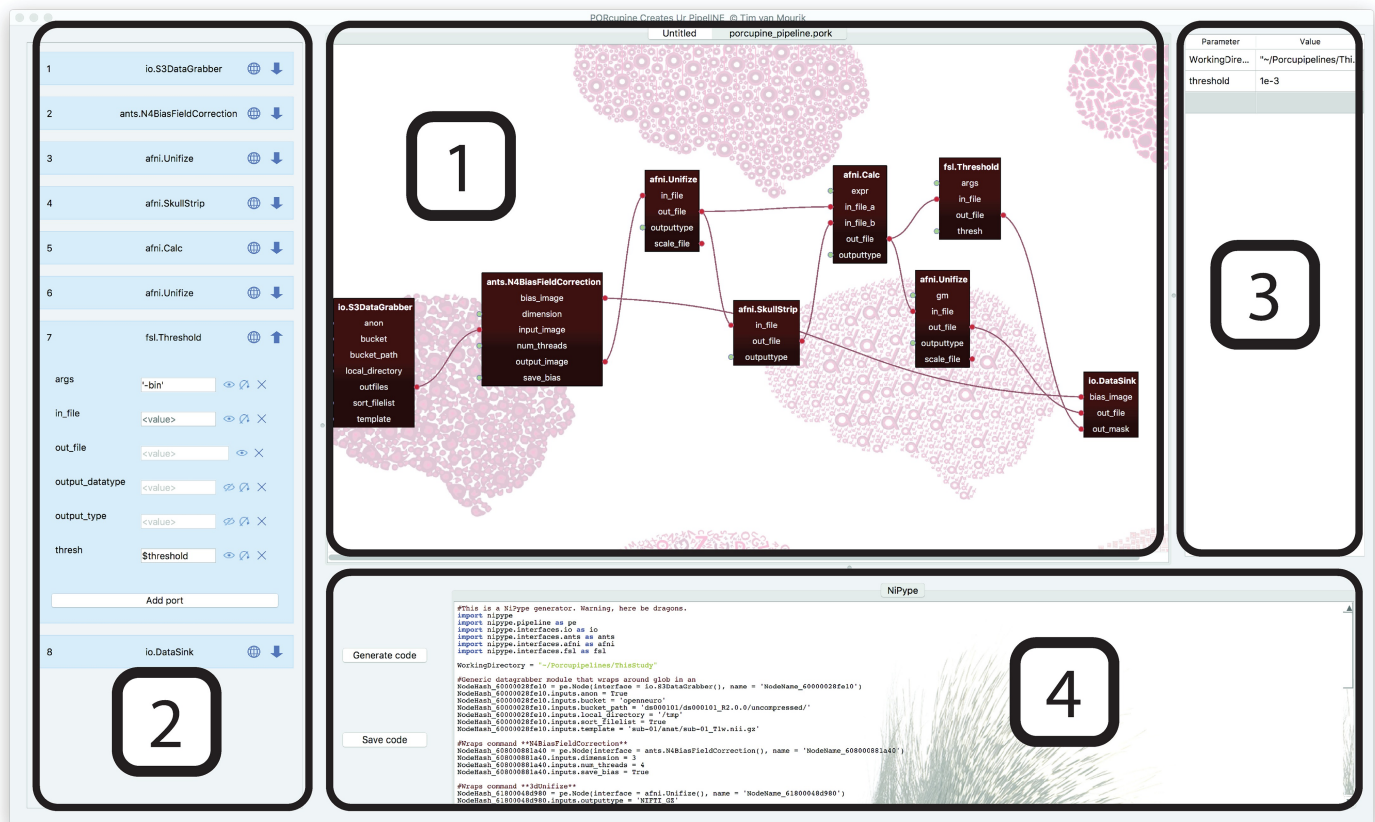 PORcupine Creates Ur PipelINE © Tim van Mourik
Untitled porcupine_pipeline.pork
1 io.S3DataGrabber
2 ants.N4BiasFieldCorrection
3 afni.Unifize
4 afni.SkullStrip
5 afni.Calc
6 afni.Unifize
7 fsl.Threshold
args '-bin'
in_file <value>
out_file <value>
output_datatype <value>
output_type <value>
thresh $threshold
Add port
8 io.DataSink
2
1
io.S3DataGrabber
anon
bucket
bucket_path
local_directory
outfiles
sort_filelist
template
ants.N4BiasFieldCorrection
bias_image
dimension
input_image
num_threads
output_image
save_bias
afni.Unifize
in_file
out_file
outputtype
scale_file
afni.SkullStrip
in_file
out_file
outputtype
afni.Calc
expr
in_file_a
in_file_b
out_file
outputtype
fsl.Threshold
args
in_file
out_file
thresh
afni.Unifize
gm
in_file
out_file
outputtype
scale_file
io.DataSink
bias_image
out_file
out_mask
Parameter Value
WorkingDire... "~/Porcupipelines/Thi...
threshold 1e-3
3
NiPype
Generate code
Save code
#This is a NiPype generator. Warning, here be dragons.
import nipype
import nipype.pipeline as pe
import nipype.interfaces.io as io
import nipype.interfaces.ants as ants
import nipype.interfaces.afni as afni
import nipype.interfaces.fsl as fsl
WorkingDirectory = "~/Porcupipelines/ThisStudy"
#Generic datagrabber module that wraps around glob in an
NodeHash_60000028fe10 = pe.Node(interface = io.S3DataGrabber(), name = 'NodeName_60000028fe10')
NodeHash_60000028fe10.inputs.anon = True
NodeHash_60000028fe10.inputs.bucket = 'openneuro'
NodeHash_60000028fe10.inputs.bucket_path = 'ds000101/ds000101_R2.0.0/uncompressed/'
NodeHash_60000028fe10.inputs.local_directory = '/tmp'
NodeHash_60000028fe10.inputs.sort_filelist = True
NodeHash_60000028fe10.inputs.template = 'sub-01/anat/sub-01_T1w.nii.gz'
#Wraps command **N4BiasFieldCorrection**
NodeHash_608000881a40 = pe.Node(interface = ants.N4BiasFieldCorrection(), name = 'NodeName_608000881a40')
NodeHash_608000881a40.inputs.dimension = 3
NodeHash_608000881a40.inputs.num_threads = 4
NodeHash_608000881a40.inputs.save_bias = True
#Wraps command **3dUnifize**
NodeHash_61800048d980 = pe.Node(interface = afni.Unifize(), name = 'NodeName_61800048d980')
NodeHash_61800048d980.inputs.outputtype = 'NIFTI_GZ'
4